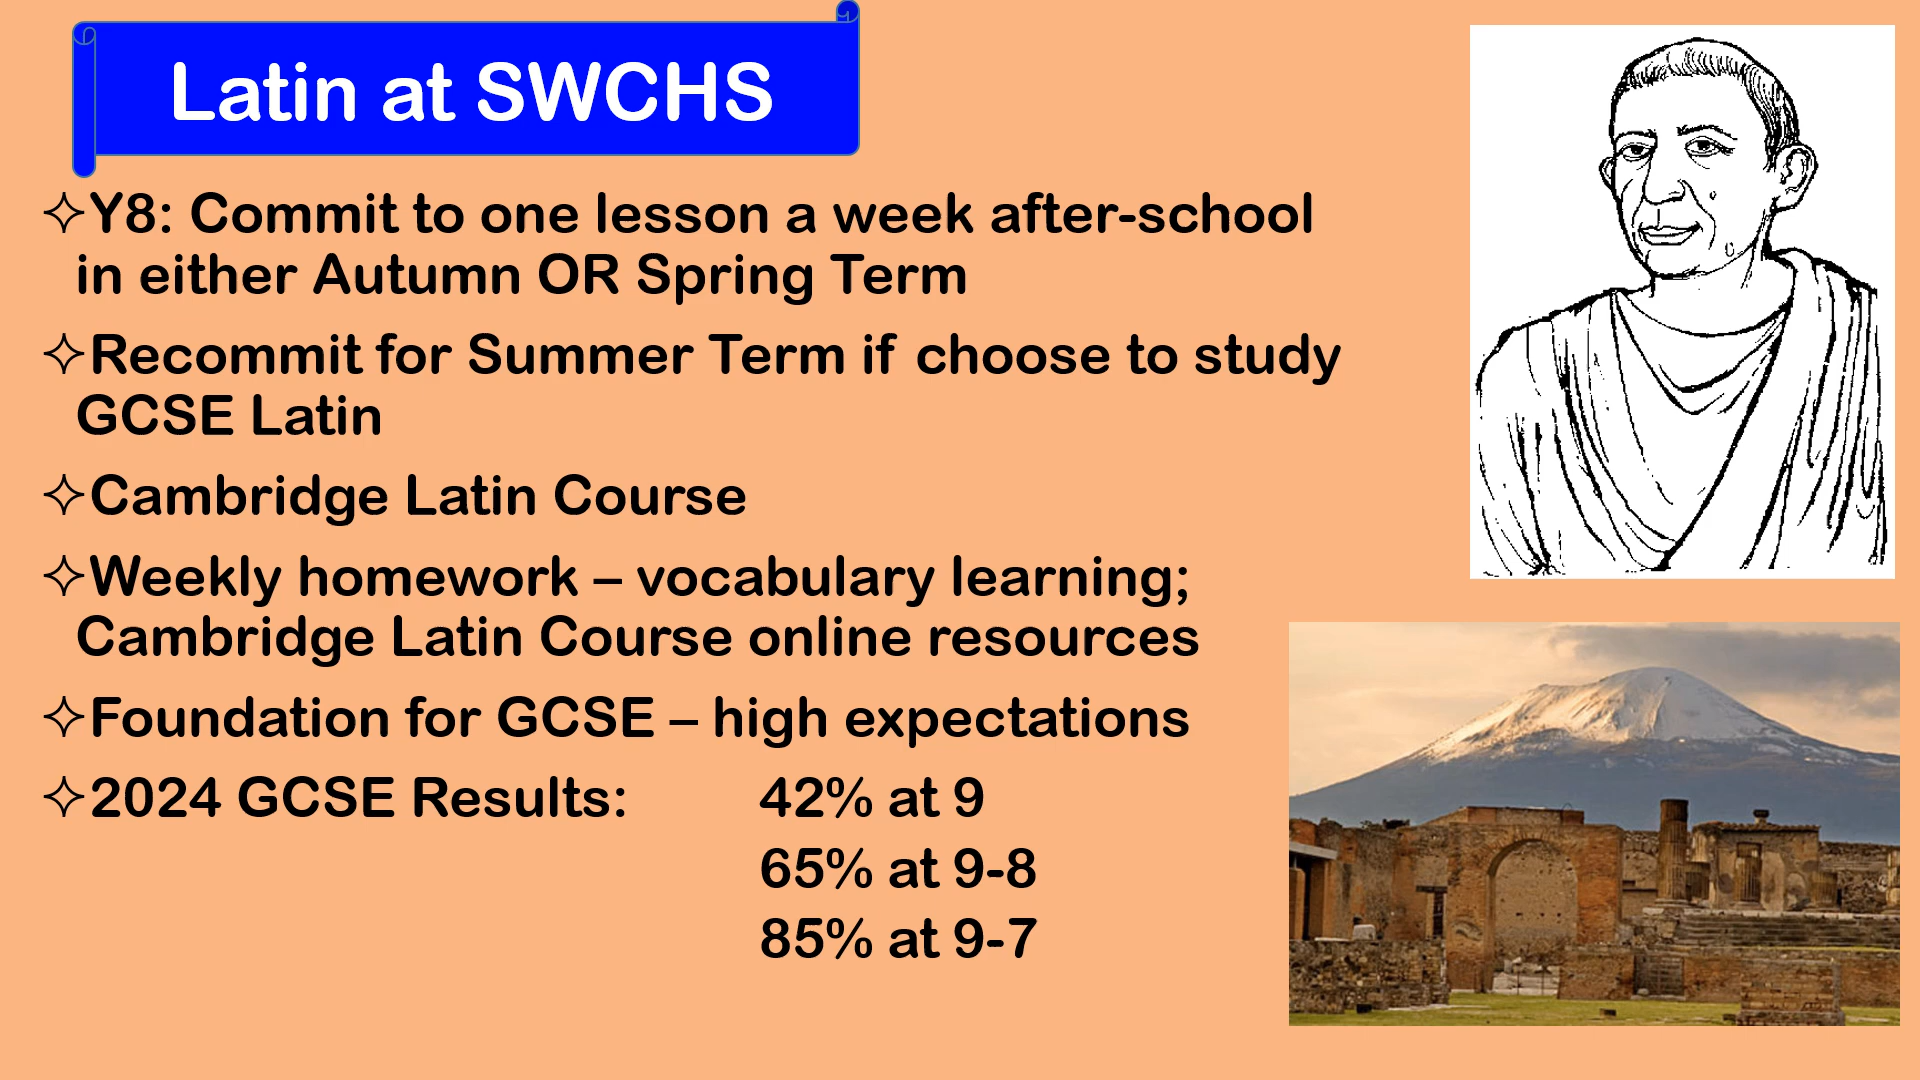 Latin at SWCHS
✧Y8: Commit to one lesson a week after-school
in either Autumn OR Spring Term
✧Recommit for Summer Term if choose to study
GCSE Latin
✧Cambridge Latin Course
✧Weekly homework – vocabulary learning;
Cambridge Latin Course online resources
✧Foundation for GCSE – high expectations
✧2024 GCSE Results: 42% at 9
65% at 9-8
85% at 9-7